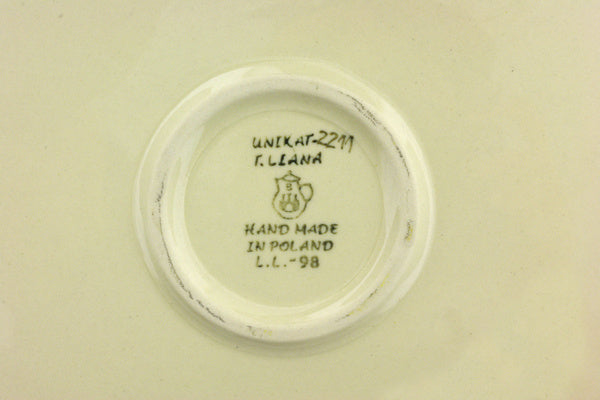 UNIKAT-2211
T. LIANA
HAND MADE
IN POLAND
L.L.-98